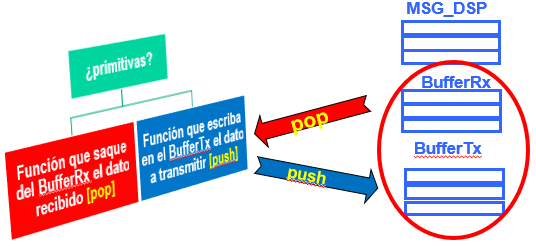 MSG_DSP
¿primitivas?
BufferRx
Función que saque
del BufferRx el dato
recibido [pop]
Función que escriba
en el BufferTx el dato
a transmitir [push]
pop
BufferTx
push